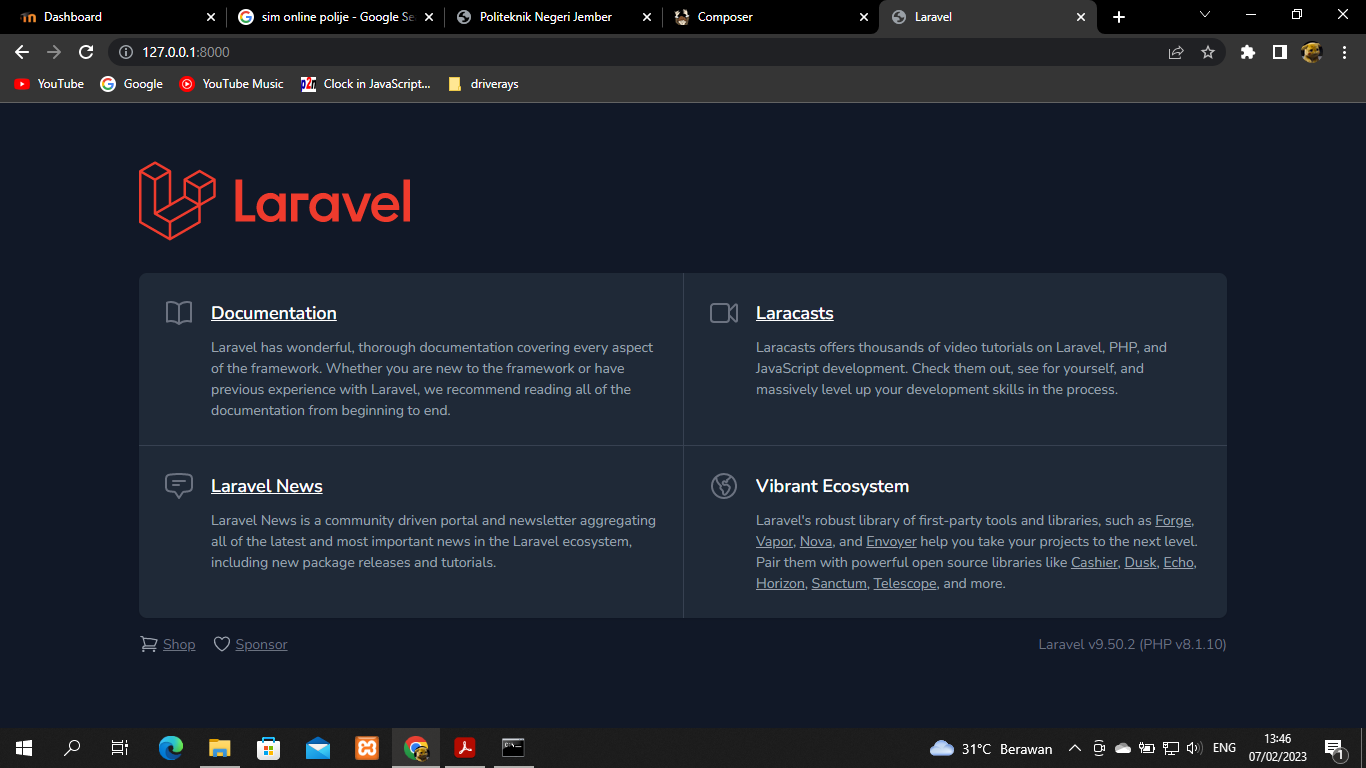 Dashboard
sim online polije - Google Se
Politeknik Negeri Jember
Composer
Laravel
127.0.0.1:8000
YouTube
Google
YouTube Music
Clock in JavaScript...
driverays
Laravel
Documentation
Laravel has wonderful, thorough documentation covering every aspect
of the framework. Whether you are new to the framework or have
previous experience with Laravel, we recommend reading all of the
documentation from beginning to end.
Laracasts
Laracasts offers thousands of video tutorials on Laravel, PHP, and
JavaScript development. Check them out, see for yourself, and
massively level up your development skills in the process.
Laravel News
Laravel News is a community driven portal and newsletter aggregating
all of the latest and most important news in the Laravel ecosystem,
including new package releases and tutorials.
Vibrant Ecosystem
Laravel's robust library of first-party tools and libraries, such as Forge,
Vapor, Nova, and Envoyer help you take your projects to the next level.
Pair them with powerful open source libraries like Cashier, Dusk, Echo,
Horizon, Sanctum, Telescope, and more.
Shop
Sponsor
Laravel v9.50.2 (PHP v8.1.10)
31°C Berawan
ENG
13:46
07/02/2023
1